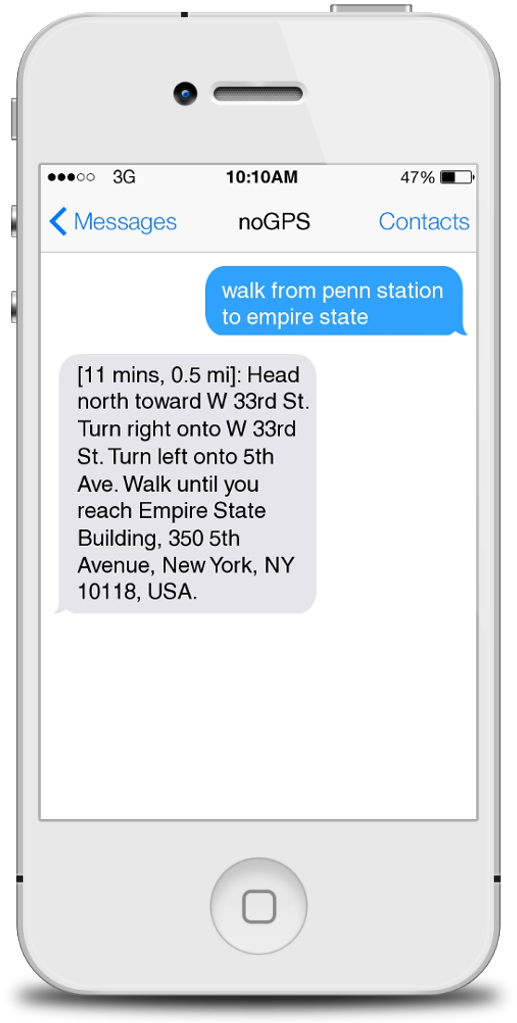 3G 10:10AM 47%
Messages noGPS Contacts
walk from penn station
to empire state
[11 mins, 0.5 mi]: Head
north toward W 33rd St.
Turn right onto W 33rd
St. Turn left onto 5th
Ave. Walk until you
reach Empire State
Building, 350 5th
Avenue, New York, NY
10118, USA.